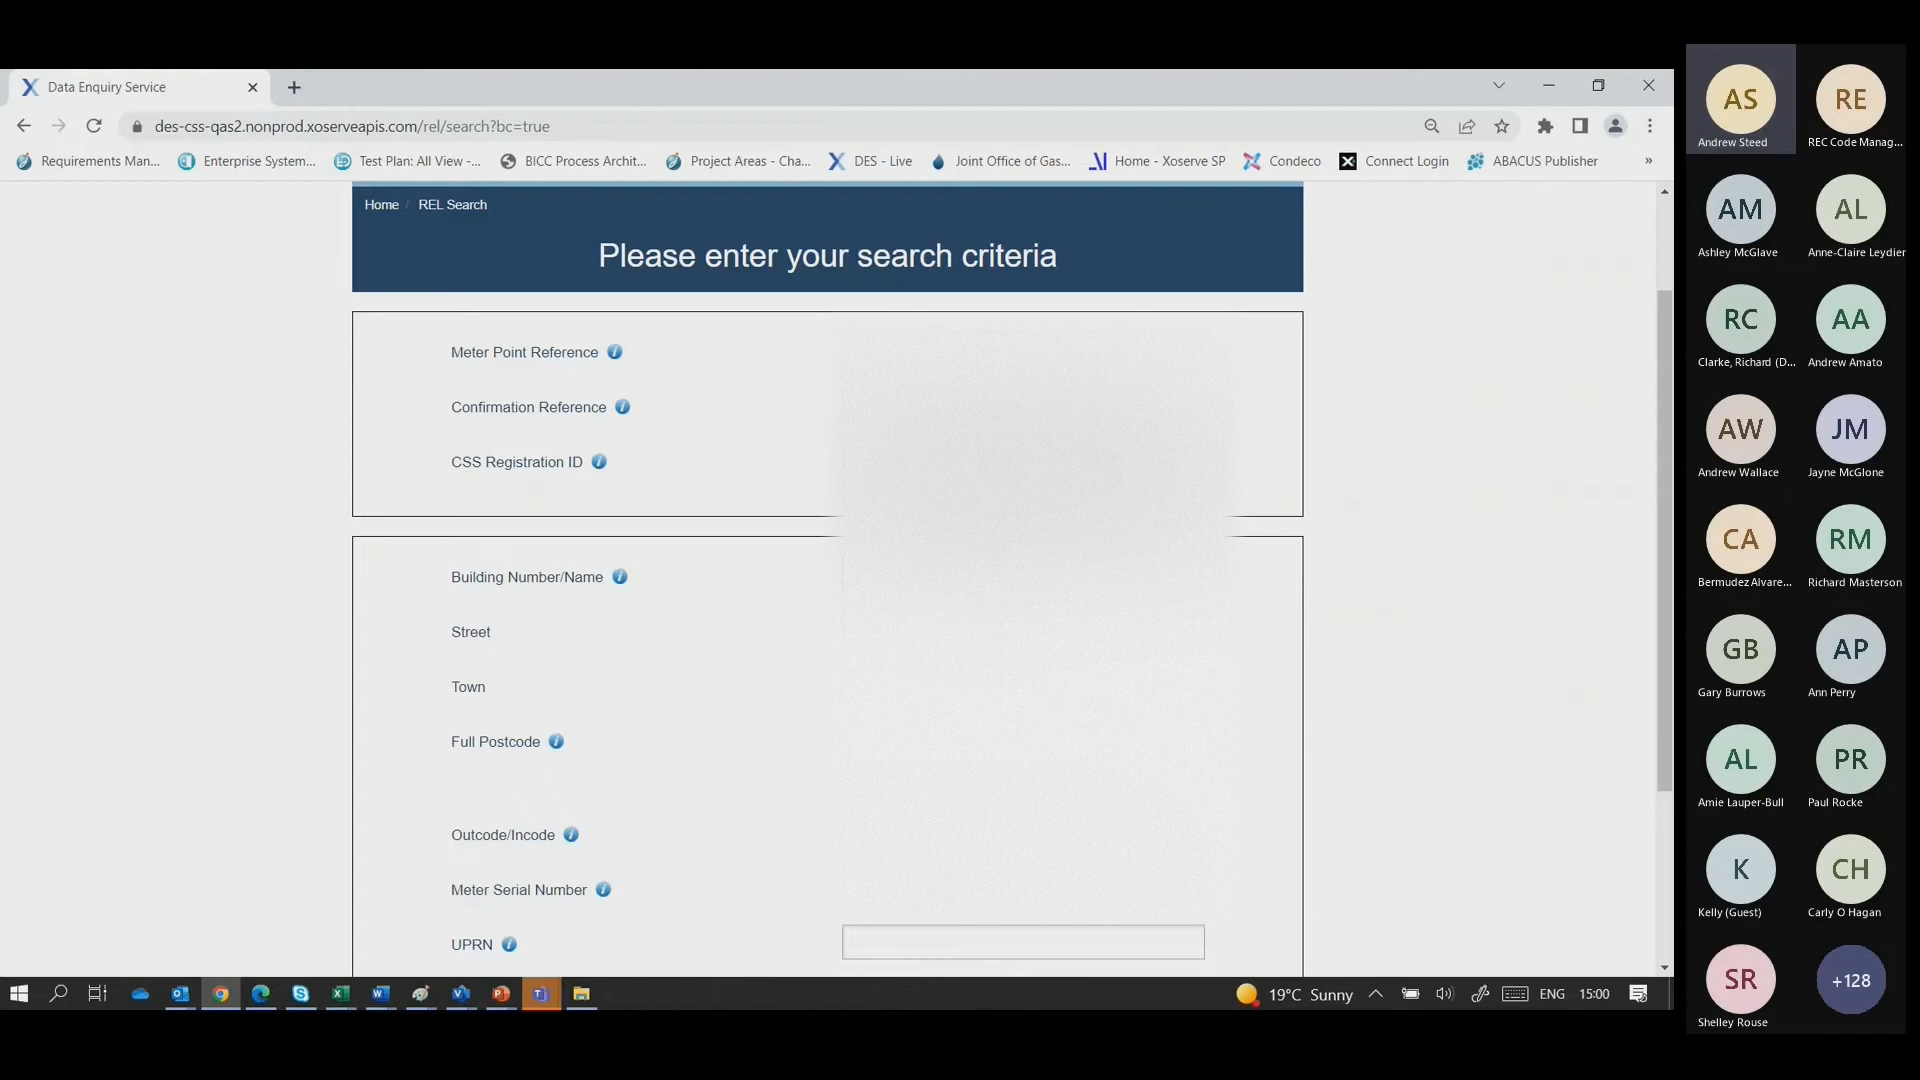 Data Enquiry Service
des-css-qas2.nonprod.xoserveapis.com/rel/search?bc=true
Requirements Man... Enterprise System... Test Plan: All View -... BICC Process Archit... Project Areas - Cha... DES - Live Joint Office of Gas... Home - Xoserve SP Condeco Connect Login ABACUS Publisher »
Home / REL Search
Please enter your search criteria
Meter Point Reference
Confirmation Reference
CSS Registration ID
Building Number/Name
Street
Town
Full Postcode
Outcode/Incode
Meter Serial Number
UPRN
19°C Sunny ENG 15:00
AS RE
Andrew Steed REC Code Manag...
AM AL
Ashley McGlave Anne-Claire Leydier
RC AA
Clarke, Richard (D... Andrew Amato
AW JM
Andrew Wallace Jayne McGlone
CA RM
Bermudez Alvare... Richard Masterson
GB AP
Gary Burrows Ann Perry
AL PR
Amie Lauper-Bull Paul Rocke
K CH
Kelly (Guest) Carly O Hagan
SR +128
Shelley Rouse